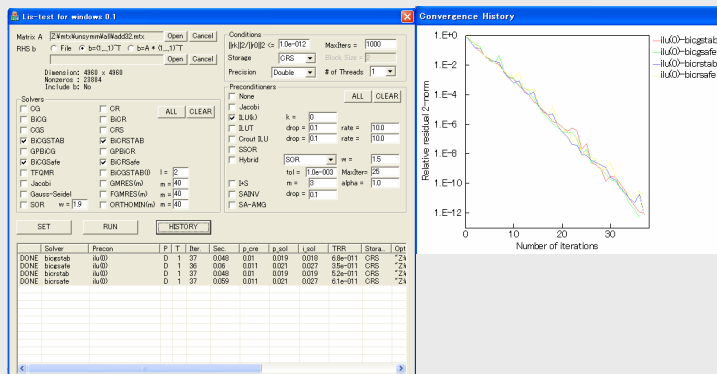 Lis-test for windows 0.1
Matrix A Z:¥mtx¥unsymm¥all¥add32.mtx Open Cancel
RHS b File b=(1,..,1)^T b=A * (1,..,1)^T
Open Cancel
Dimension: 4960 x 4960
Nonzeros : 23884
Include b: No
Conditions
||rk||2/||r0||2 <= 1.0e-012 MaxIters = 1000
Storage CRS Block Size = 2
Precision Double # of Threads 1
Solvers
CG CR ALL CLEAR
BiCG BiCR
CGS CRS
BiCGSTAB BiCRSTAB
GPBiCG GPBiCR
BiCGSafe BiCRSafe
TFQMR BiCGSTAB(l) l = 2
Jacobi GMRES(m) m = 40
Gauss-Seidel FGMRES(m) m = 40
SOR w = 1.9 ORTHOMIN(m) m = 40
Preconditioners
None ALL CLEAR
Jacobi
ILU(k) k = 0
ILUT drop = 0.1 rate = 10.0
Crout ILU drop = 0.1 rate = 10.0
SSOR
Hybrid SOR w = 1.5
tol = 1.0e-003 MaxIter= 25
I+S m = 3 alpha = 1.0
SAINV drop = 0.1
SA-AMG
SET RUN HISTORY
Solver Precon P T Iter. Sec. p_cre p_sol i_sol TRR Stora... Opt
DONE bicgstab ilu(0) D 1 37 0.048 0.01 0.019 0.018 6.8e-011 CRS "Z:¥
DONE bicgsafe ilu(0) D 1 36 0.06 0.011 0.021 0.027 3.5e-011 CRS "Z:¥
DONE bicrstab ilu(0) D 1 37 0.048 0.01 0.019 0.019 5.2e-011 CRS "Z:¥
DONE bicrsafe ilu(0) D 1 37 0.059 0.011 0.021 0.027 6.1e-011 CRS "Z:¥
Convergence History
Relative residual 2-norm
1.E+0
1.E-2
1.E-4
1.E-6
1.E-8
1.E-10
1.E-12
0 10 20 30
Number of iterations
ilu(0)-bicgstab
ilu(0)-bicgsafe
ilu(0)-bicrstab
ilu(0)-bicrsafe